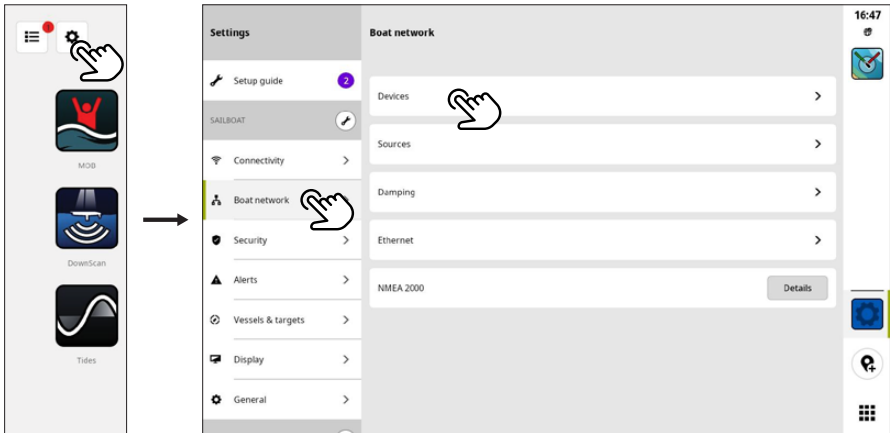 1
MOB
DownScan
Tides
Settings
Setup guide
2
SAILBOAT
Connectivity
Boat network
Security
Alerts
Vessels & targets
Display
General
Boat network
Devices
Sources
Damping
Ethernet
NMEA 2000
Details
16:47